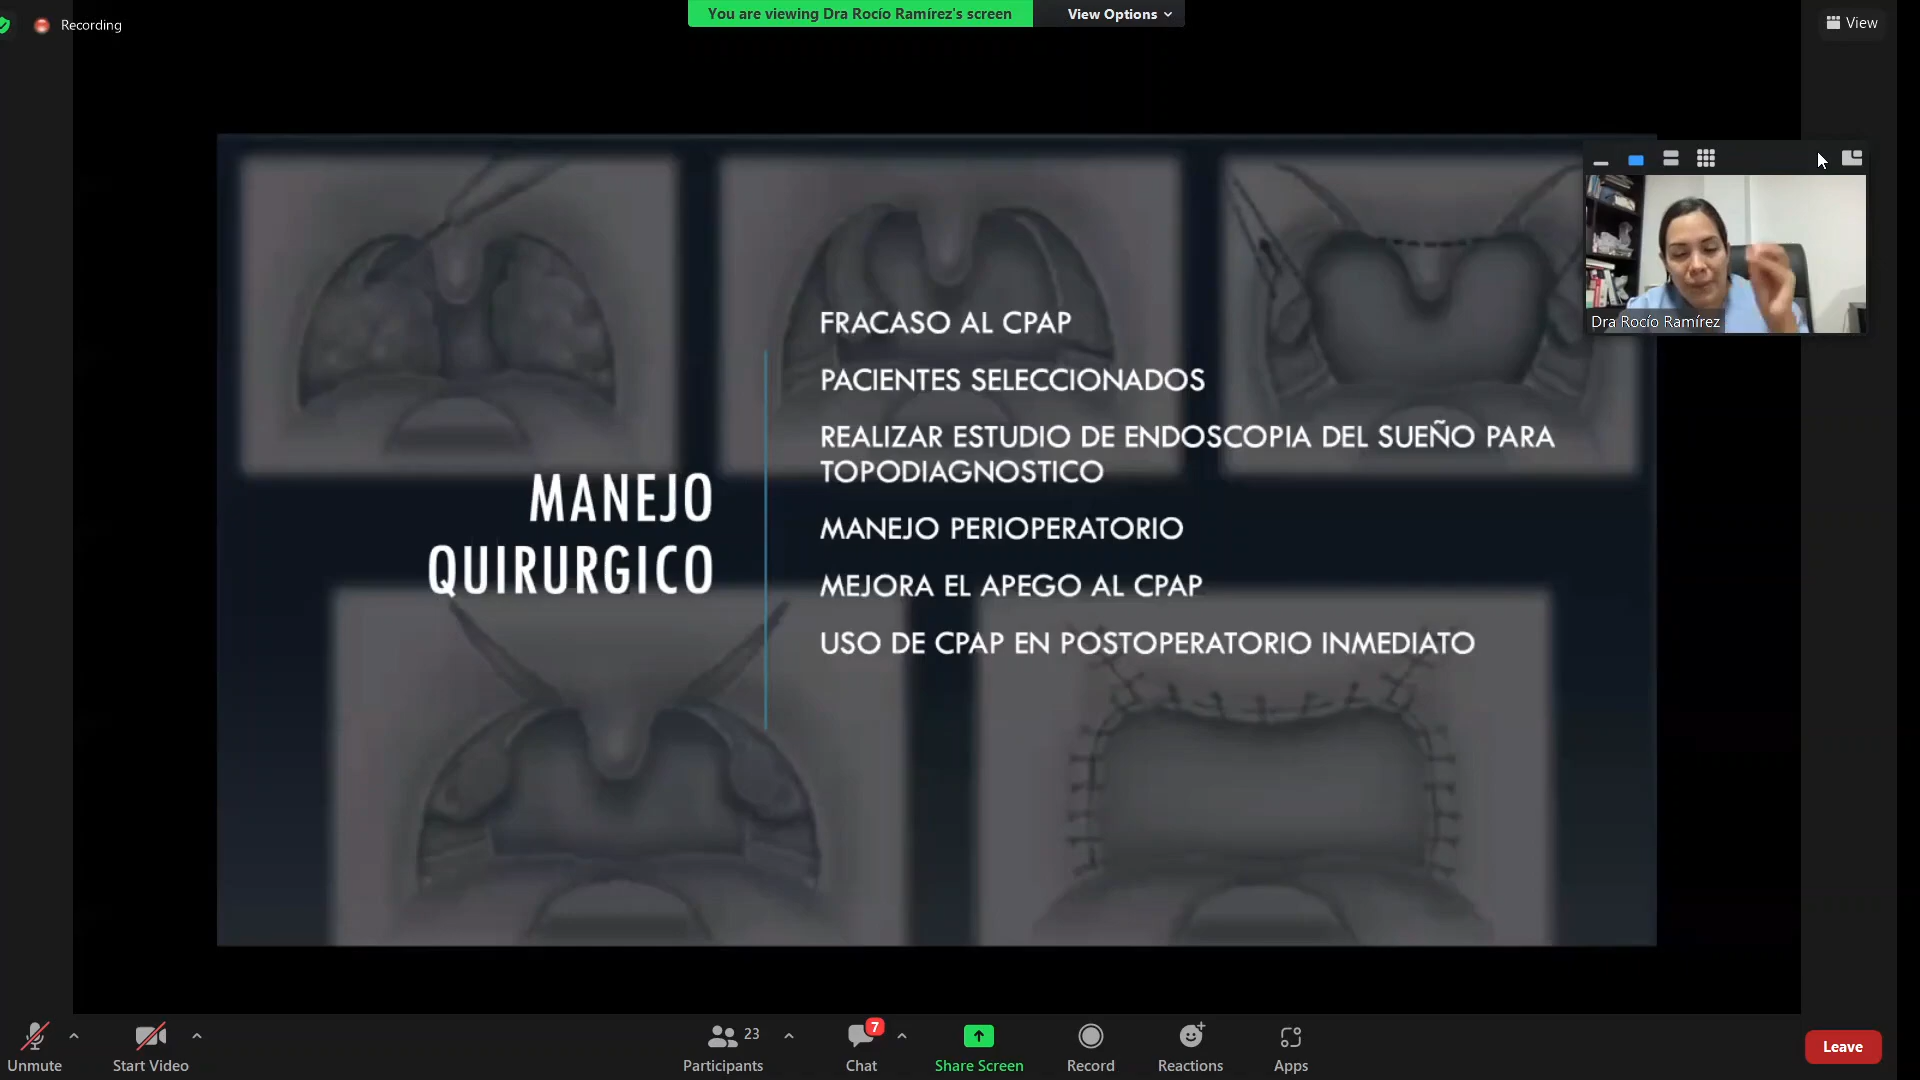 Recording
You are viewing Dra Rocío Ramírez's screen
View Options
View
Dra Rocío Ramírez
MANEJO
QUIRURGICO
FRACASO AL CPAP
PACIENTES SELECCIONADOS
REALIZAR ESTUDIO DE ENDOSCOPIA DEL SUEÑO PARA
TOPODIAGNOSTICO
MANEJO PERIOPERATORIO
MEJORA EL APEGO AL CPAP
USO DE CPAP EN POSTOPERATORIO INMEDIATO
Unmute
Start Video
23
Participants
7
Chat
Share Screen
Record
Reactions
Apps
Leave